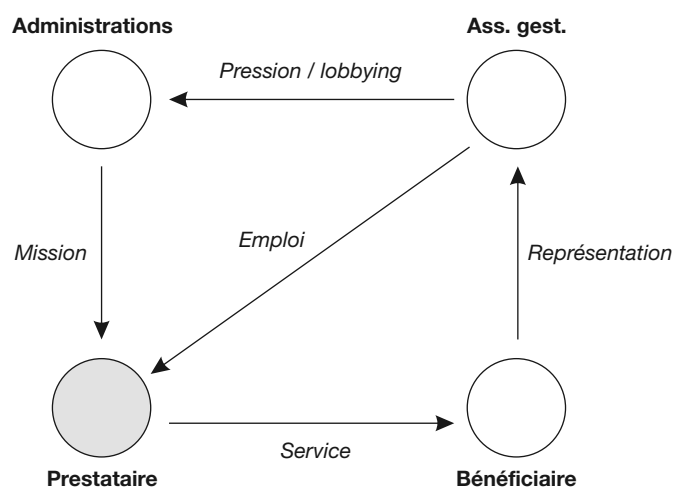 Administrations
Ass. gest.
Pression / lobbying
Mission
Emploi
Représentation
Service
Prestataire
Bénéficiaire